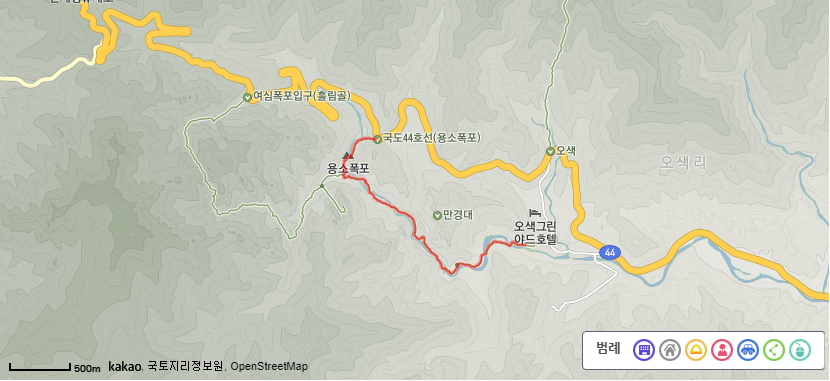 여심폭포입구(흘림골)
국도44호선(용소폭포)
용소폭포
오색
오색리
만경대
오색그린
야드호텔
44
범례
500m kakao, 국토지리정보원, OpenStreetMap